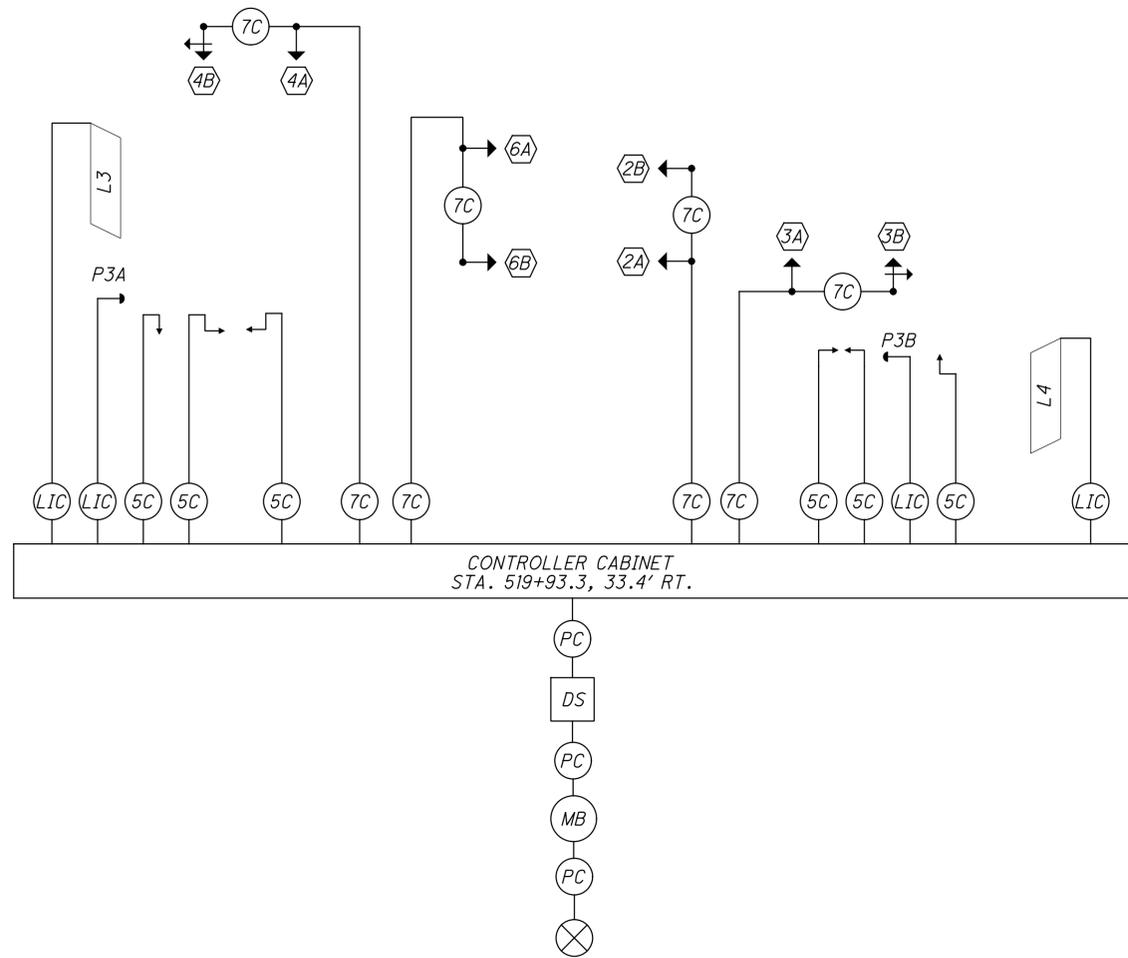 7C
4B
4A
6A
L3
2B
7C
7C
3A
3B
2A
6B
P3A
7C
P3B
L4
LIC
LIC
5C
5C
5C
7C
7C
7C
7C
5C
5C
LIC
5C
LIC
CONTROLLER CABINET
STA. 519+93.3, 33.4' RT.
PC
DS
PC
MB
PC